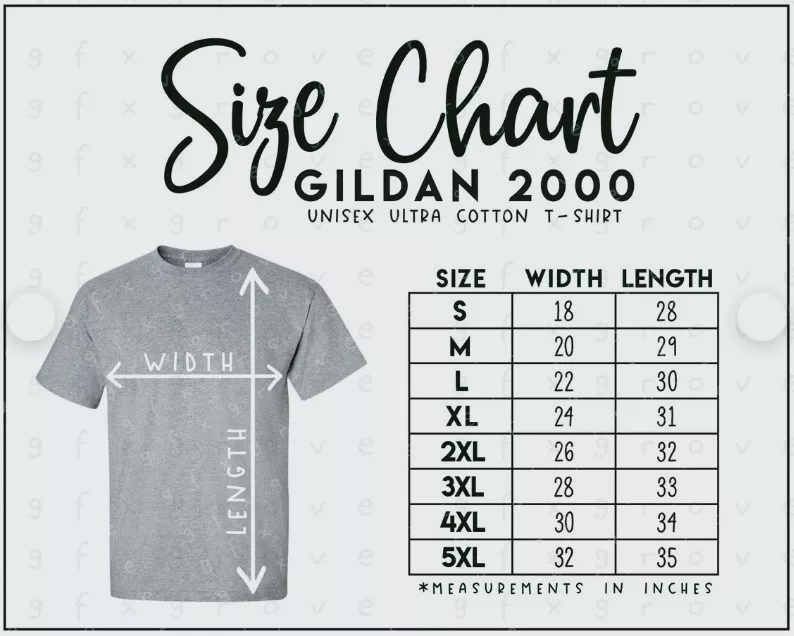 Size Chart
GILDAN 2000
UNISEX ULTRA COTTON T-SHIRT
WIDTH
LENGTH
SIZE WIDTH LENGTH
S 18 28
M 20 29
L 22 30
XL 24 31
2XL 26 32
3XL 28 33
4XL 30 34
5XL 32 35
*MEASUREMENTS IN INCHES
gfxgrove